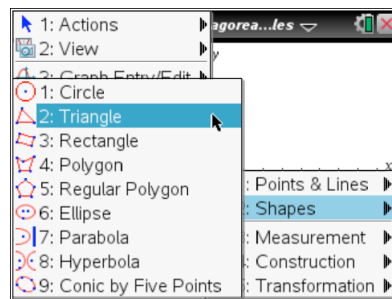 1: Actions
agorea...les
2: View
y
3: Graph Entry/Edit
1: Circle
2: Triangle
3: Rectangle
4: Polygon
x
5: Regular Polygon
: Points & Lines
6: Ellipse
: Shapes
7: Parabola
: Measurement
8: Hyperbola
: Construction
9: Conic by Five Points
: Transformation